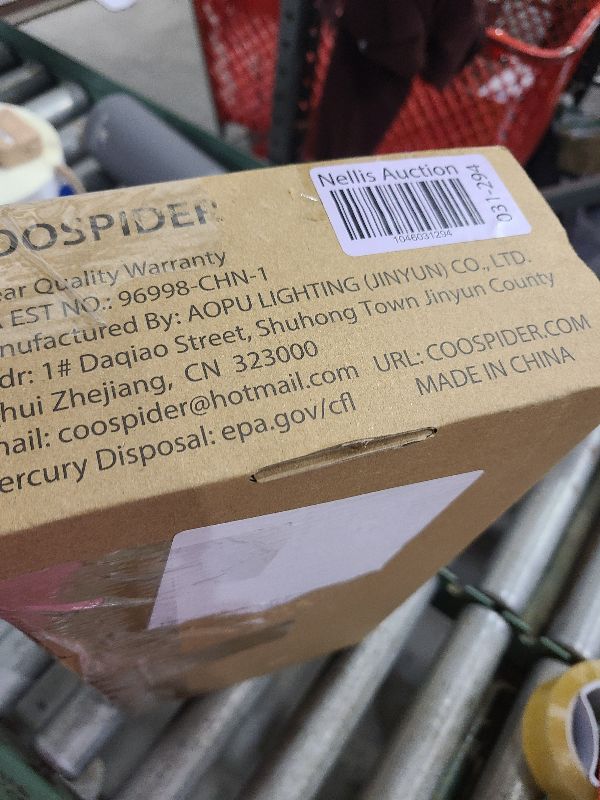 Nellis Auction
1046031294
031-294
OOSPIDER
ear Quality Warranty
EST NO.: 96998-CHN-1
nufactured By: AOPU LIGHTING (JINYUN) CO., LTD.
dr: 1# Daqiao Street, Shuhong Town Jinyun County
hui Zhejiang, CN 323000
ail: coospider@hotmail.com URL: COOSPIDER.COM
ercury Disposal: epa.gov/cfl MADE IN CHINA